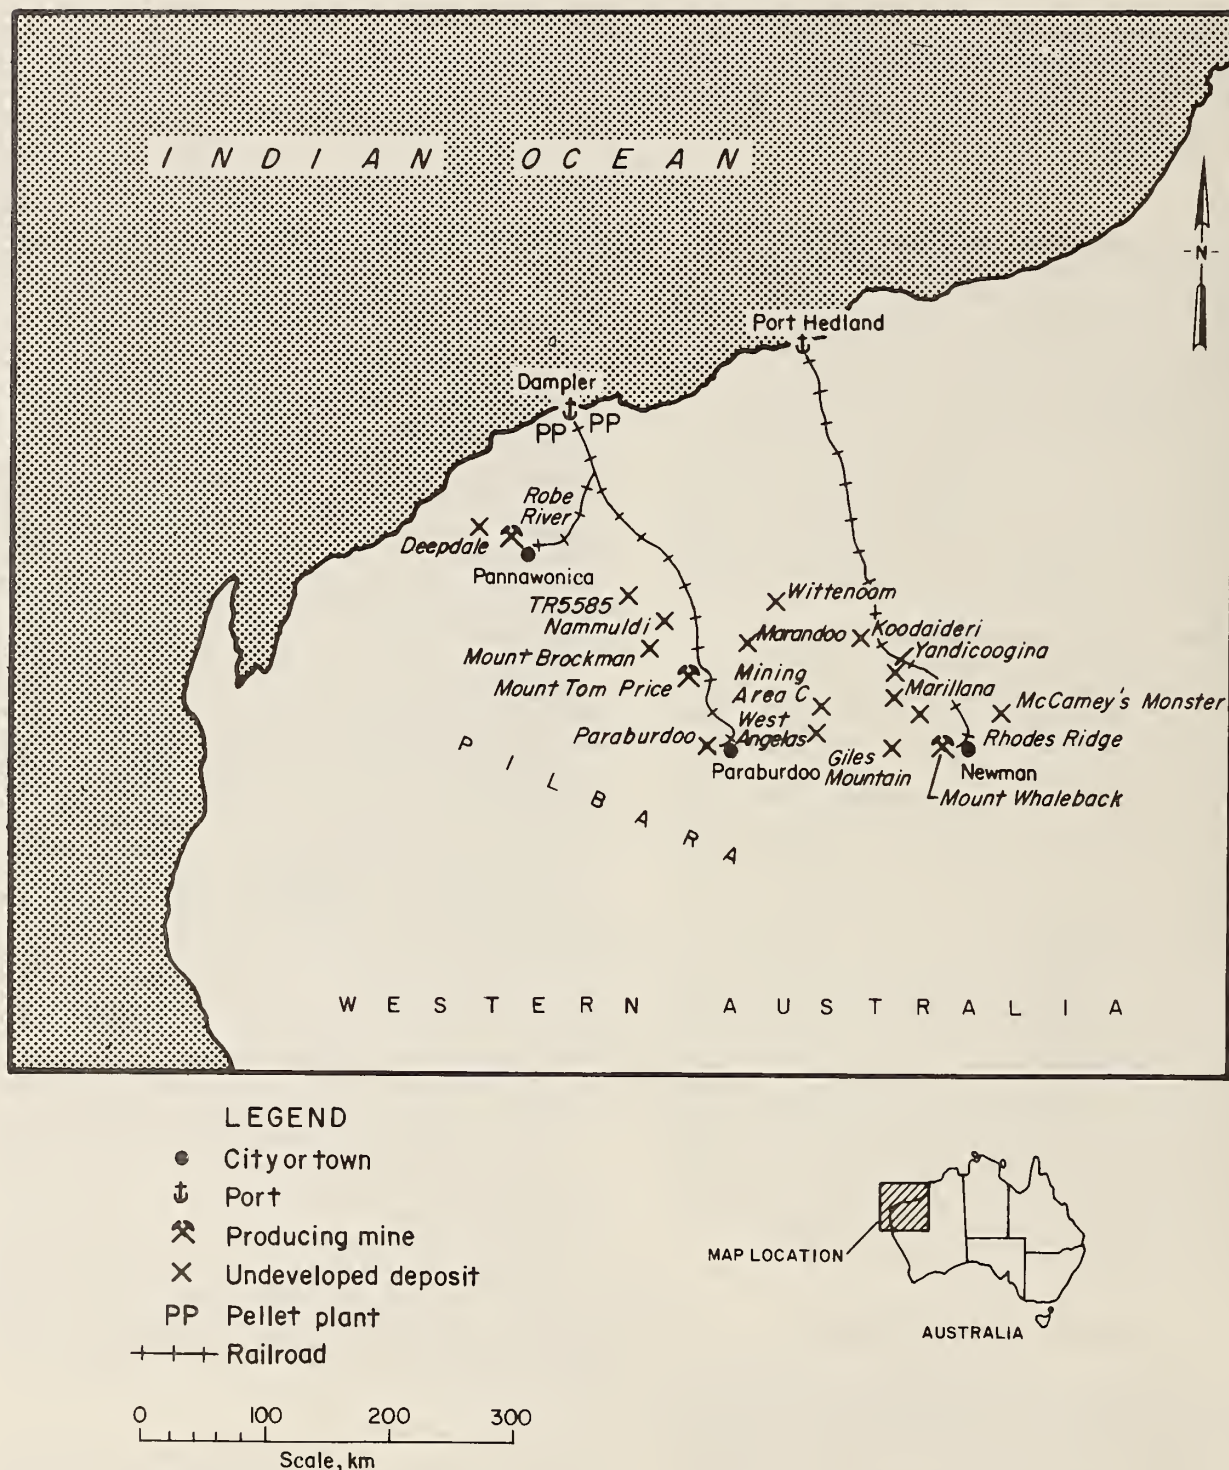 INDIAN OCEAN
-N-
Port Hedland
Dampler
PP PP
Robe
River
Deepdale
Pannawonica
TR5585
Nammuldi
Mount Brockman
Mount Tom Price
Wittenoom
Marandoo
Koodaideri
Yandicoogina
Mining
Area C
Marillana
McCamey's Monster
West
Angelas
Rhodes Ridge
Paraburdoo
Paraburdoo
Giles
Mountain
Newman
Mount Whaleback
PILBARA
WESTERN AUSTRALIA
LEGEND
City or town
Port
Producing mine
Undeveloped deposit
PP Pellet plant
Railroad
0 100 200 300
Scale, km
MAP LOCATION
AUSTRALIA